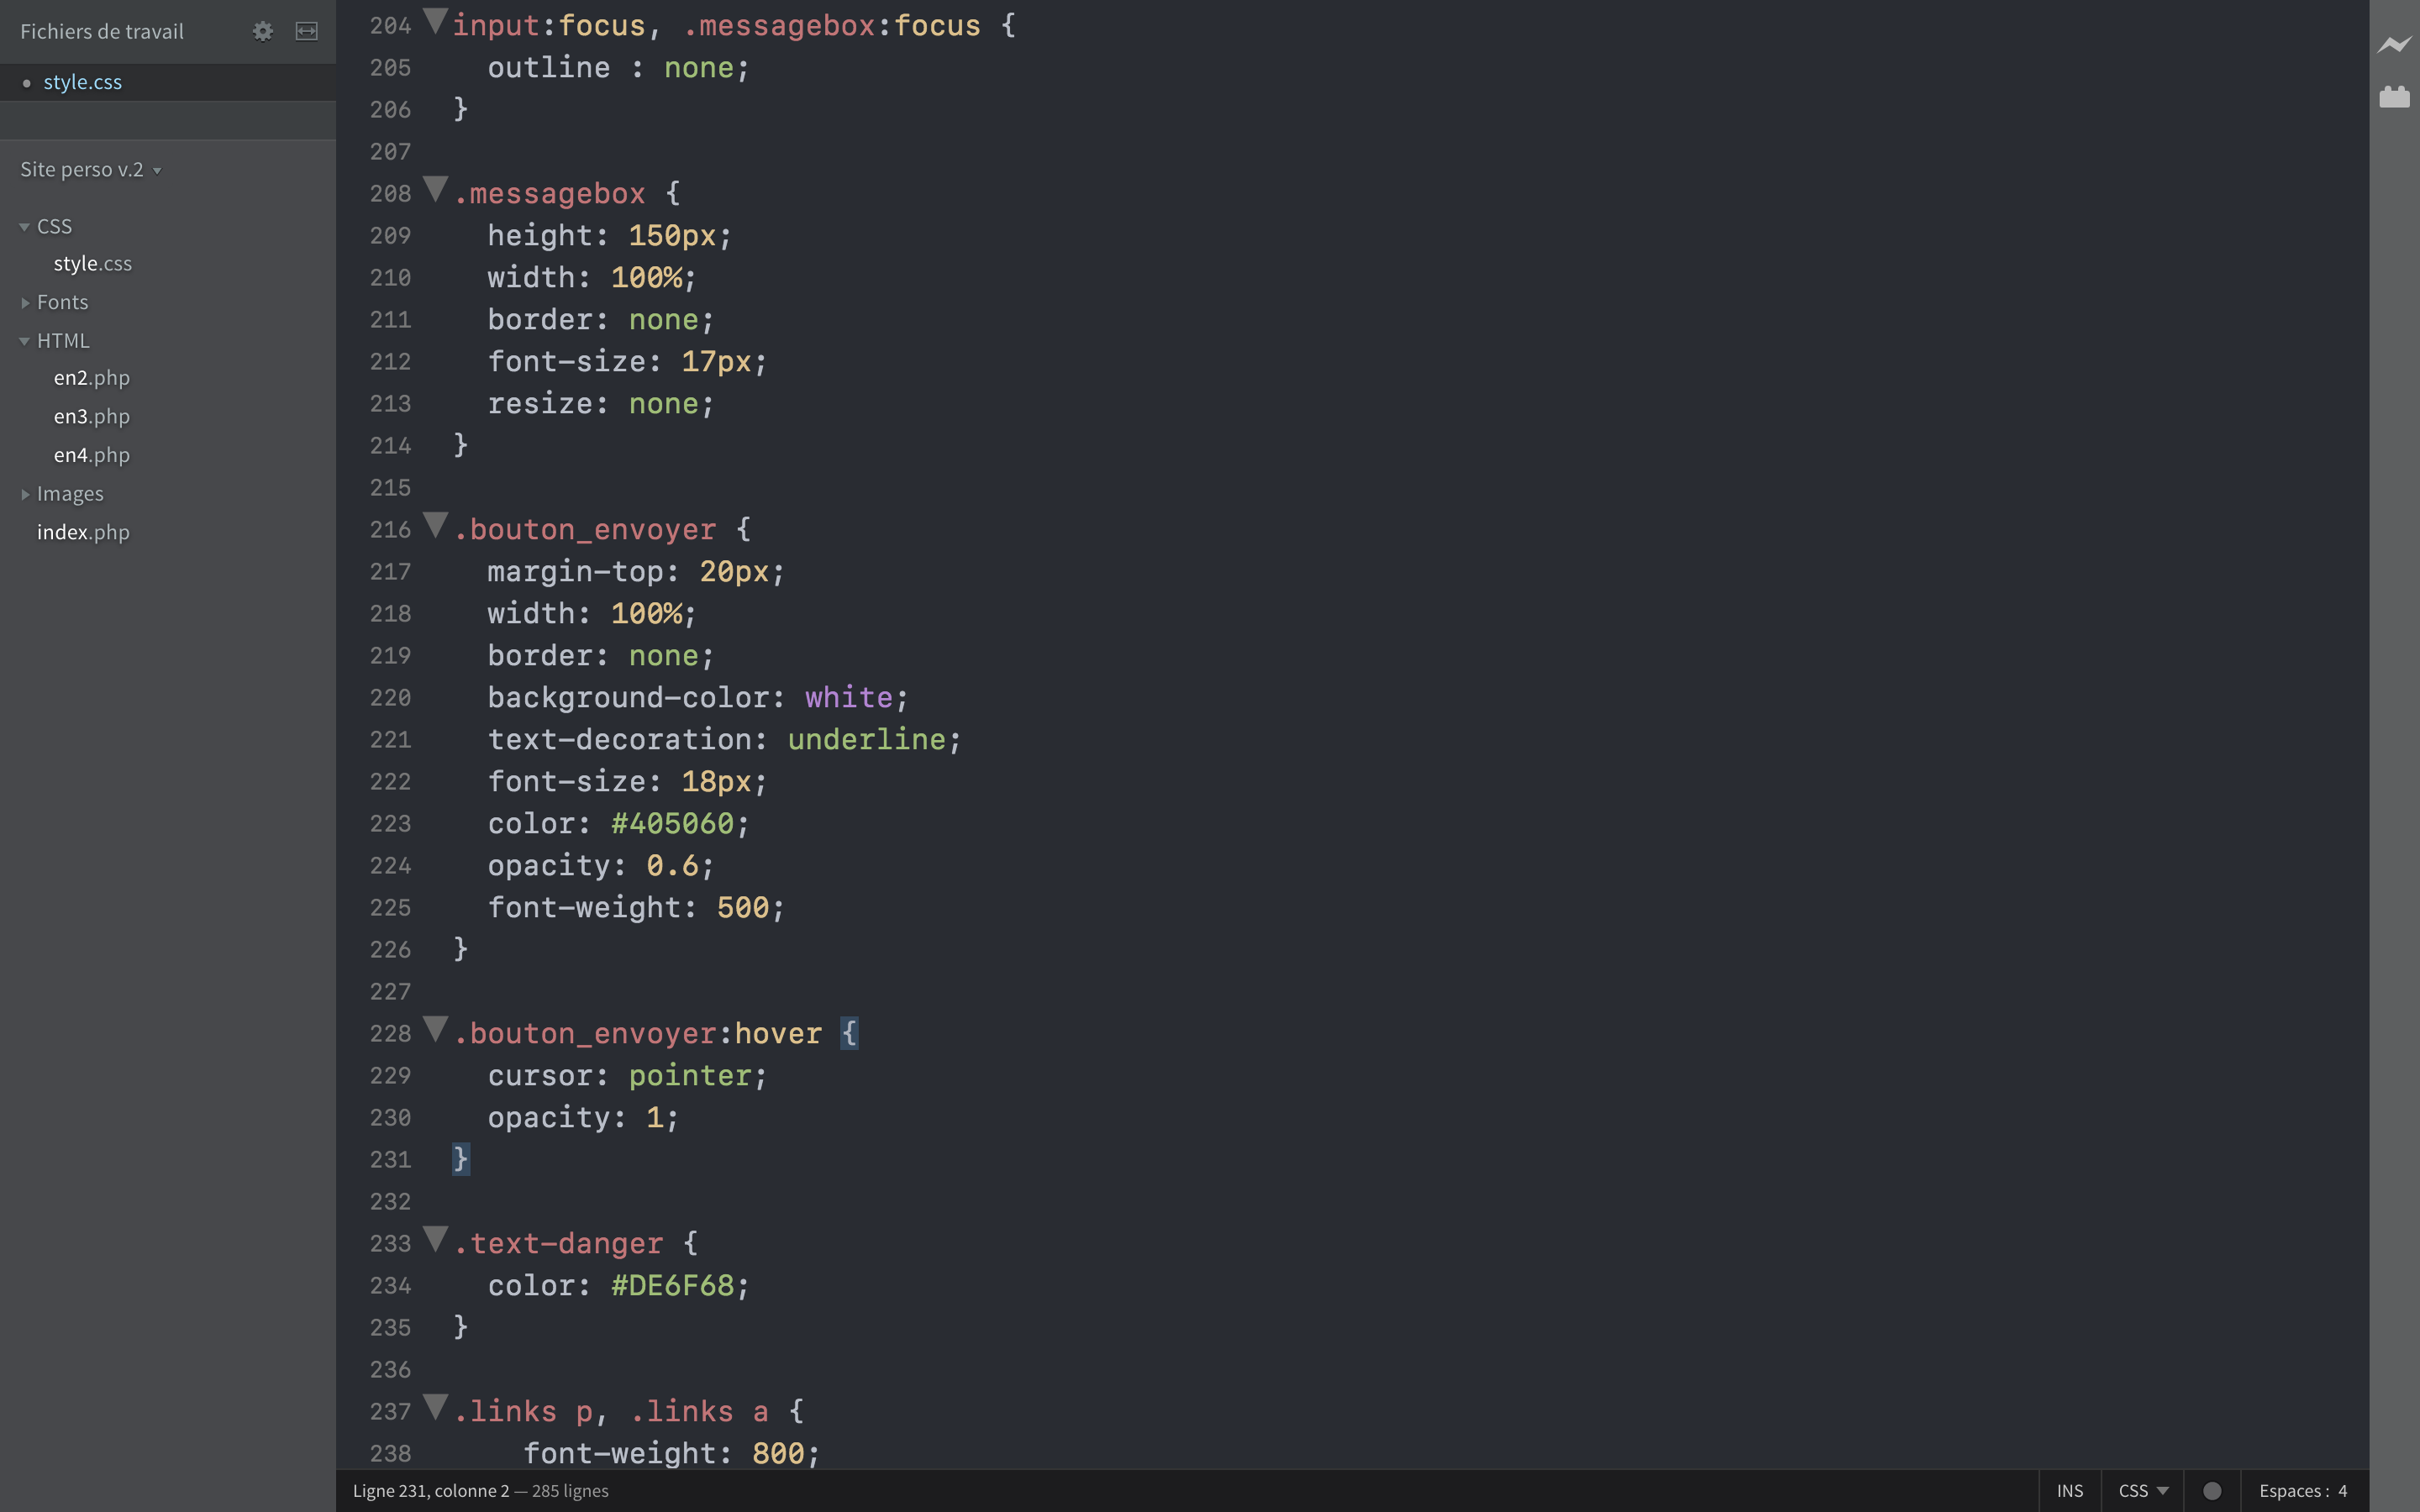 Fichiers de travail
style.css
Site perso v.2
CSS
style.css
Fonts
HTML
en2.php
en3.php
en4.php
Images
index.php
204 input:focus, .messagebox:focus {
205   outline : none;
206 }
207
208 .messagebox {
209   height: 150px;
210   width: 100%;
211   border: none;
212   font-size: 17px;
213   resize: none;
214 }
215
216 .bouton_envoyer {
217   margin-top: 20px;
218   width: 100%;
219   border: none;
220   background-color: white;
221   text-decoration: underline;
222   font-size: 18px;
223   color: #405060;
224   opacity: 0.6;
225   font-weight: 500;
226 }
227
228 .bouton_envoyer:hover {
229   cursor: pointer;
230   opacity: 1;
231 }
232
233 .text-danger {
234   color: #DE6F68;
235 }
236
237 .links p, .links a {
238     font-weight: 800;
Ligne 231, colonne 2 — 285 lignes
INS CSS Espaces : 4